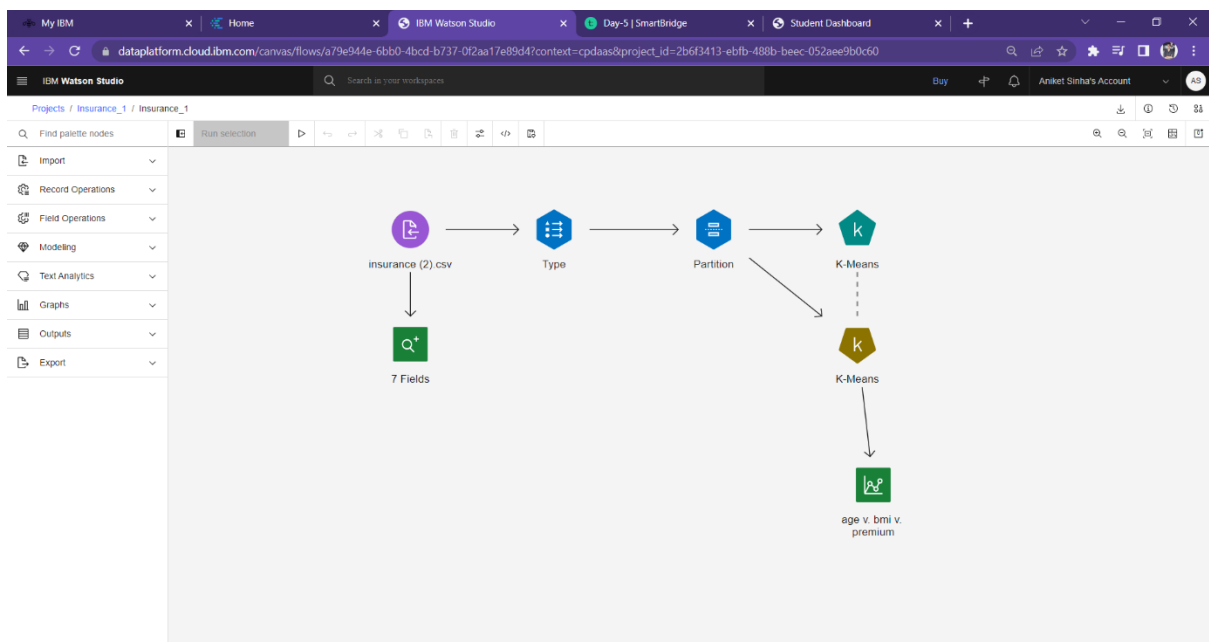 My IBM
Home
IBM Watson Studio
Day-5 | SmartBridge
Student Dashboard
dataplatform.cloud.ibm.com/canvas/flows/a79e944e-6bb0-4bcd-b737-0f2aa17e89d4?context=cpdaas&project_id=2b6f3413-ebfb-488b-beec-052aee9b0c60
IBM Watson Studio
Search in your workspaces
Buy
Aniket Sinha's Account
AS
Projects / Insurance_1 / Insurance_1
Find palette nodes
Run selection
Import
Record Operations
Field Operations
Modeling
Text Analytics
Graphs
Outputs
Export
insurance (2).csv
Type
Partition
k
K-Means
7 Fields
k
K-Means
age v. bmi v.
premium